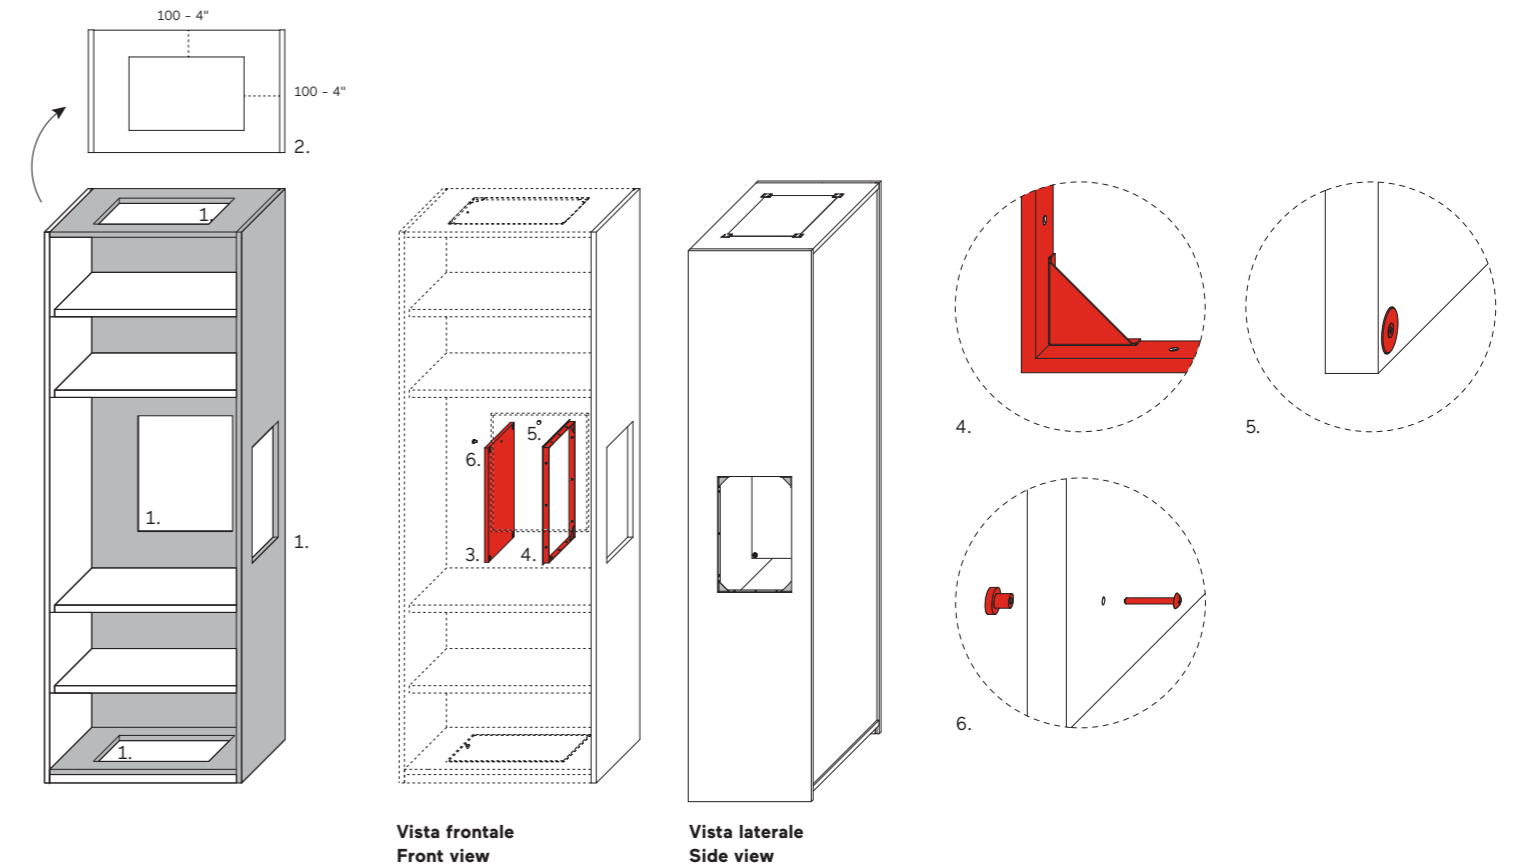 100 - 4"
100 - 4"
2.
1.
1.
1.
1.
5.
6.
3.
4.
4.
5.
6.
Vista frontale
Front view
Vista laterale
Side view